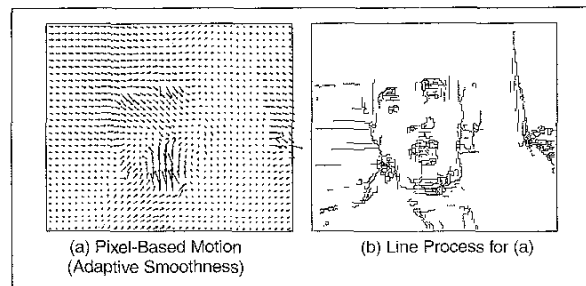 (a) Pixel-Based Motion
(Adaptive Smoothness)
(b) Line Process for (a)